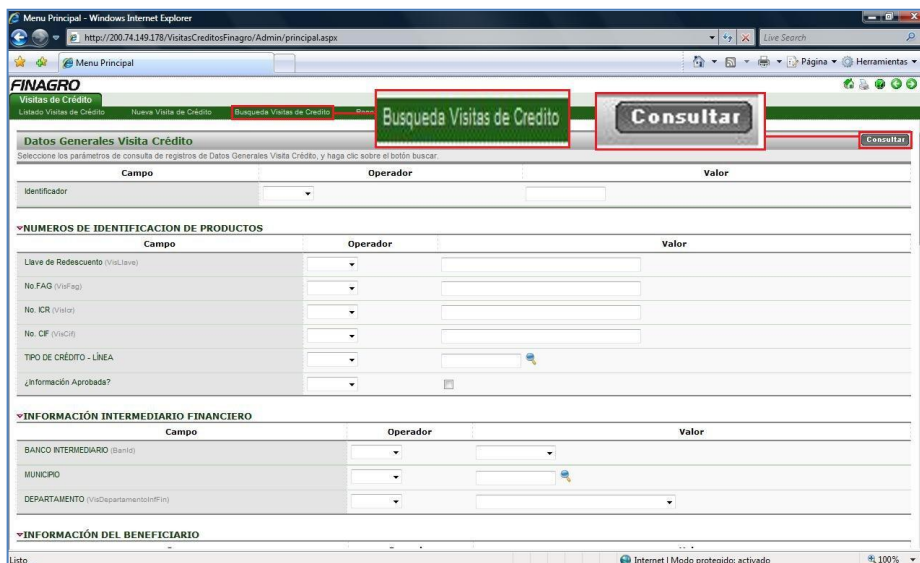 Menu Principal - Windows Internet Explorer
http://200.74.149.178/VisitasCreditosFinagro/Admin/principal.aspx
Live Search
Menu Principal
Página
Herramientas
FINAGRO
Visitas de Crédito
Listado Visitas de Crédito
Nueva Visita de Crédito
Busqueda Visitas de Credito
Busqueda Visitas de Credito
Consultar
Datos Generales Visita Crédito
Consultar
Seleccione los parámetros de consulta de registros de Datos Generales Visita Crédito, y haga clic sobre el botón buscar.
Campo Operador Valor
Identificador
NUMEROS DE IDENTIFICACION DE PRODUCTOS
Campo Operador Valor
Llave de Redescuento (VisLlave)
No.FAG (VisFag)
No. ICR (VisIcr)
No. CIF (VisCif)
TIPO DE CRÉDITO - LÍNEA
¿Información Aprobada?
INFORMACIÓN INTERMEDIARIO FINANCIERO
Campo Operador Valor
BANCO INTERMEDIARIO (BanId)
MUNICIPIO
DEPARTAMENTO (VisDepartamentoInfFin)
INFORMACIÓN DEL BENEFICIARIO
Listo
Internet | Modo protegido: activado
100%